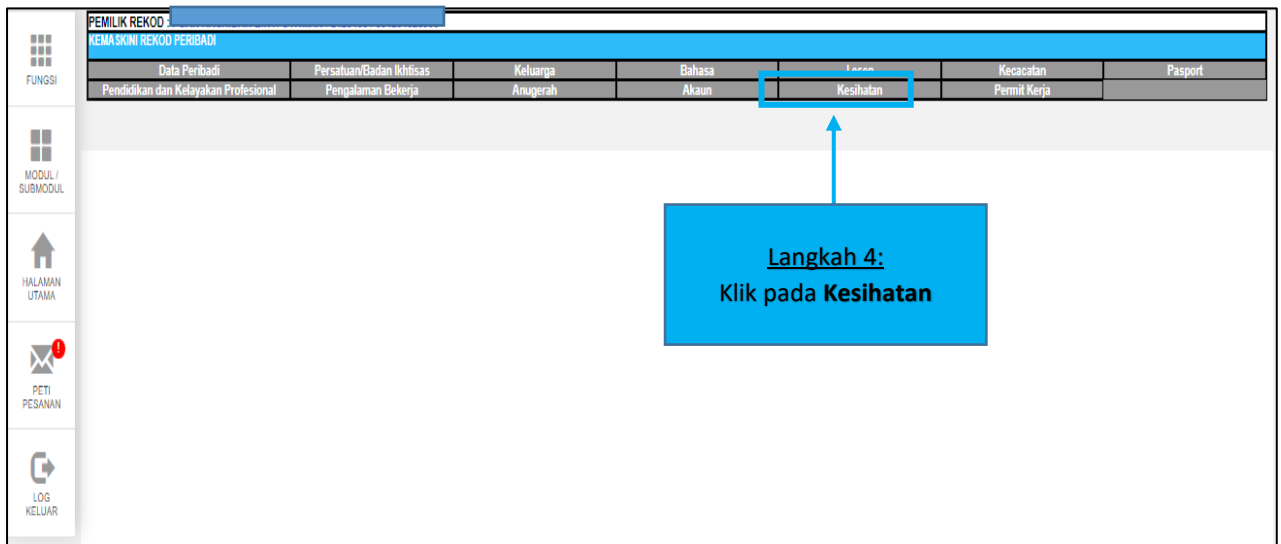 PEMILIK REKOD :
KEMASKINI REKOD PERIBADI
Data Peribadi Persatuan/Badan Ikhtisas Keluarga Bahasa Lesen Kecacatan Pasport
Pendidikan dan Kelayakan Profesional Pengalaman Bekerja Anugerah Akaun Kesihatan Permit Kerja
FUNGSI
MODUL /
SUBMODUL
HALAMAN
UTAMA
!
PETI
PESANAN
LOG
KELUAR
Langkah 4:
Klik pada Kesihatan